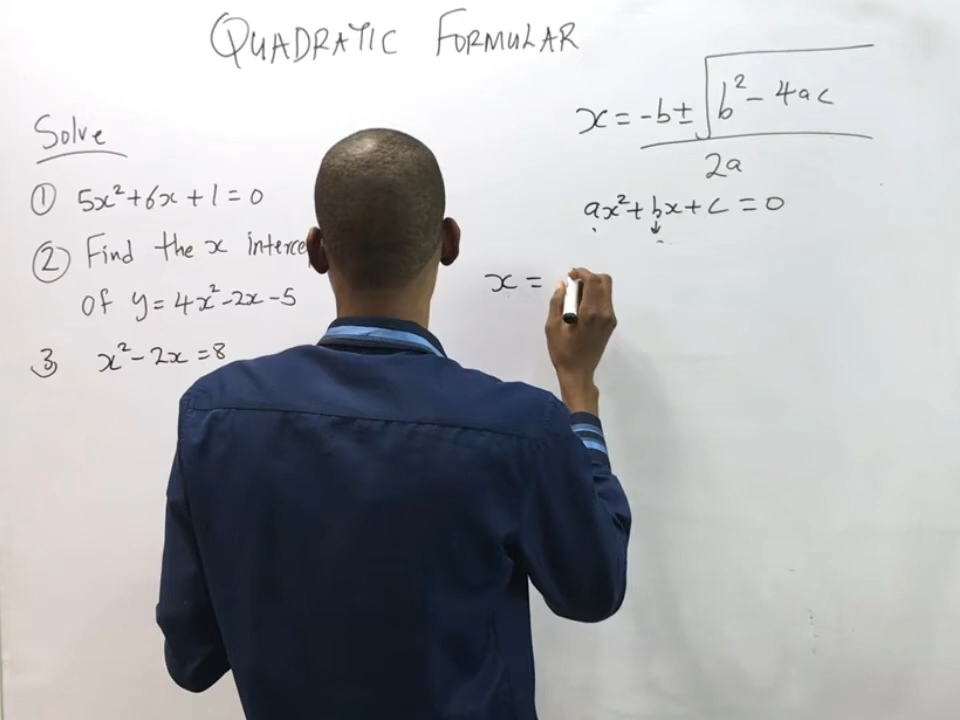 QUADRATIC FORMULAR
Solve
① 5x²+6x+1=0
② Find the x
of y=4x²-2x-5
3 x²-2x=8
x = -b±√b²-4ac
2a
ax²+bx+c=0
x =